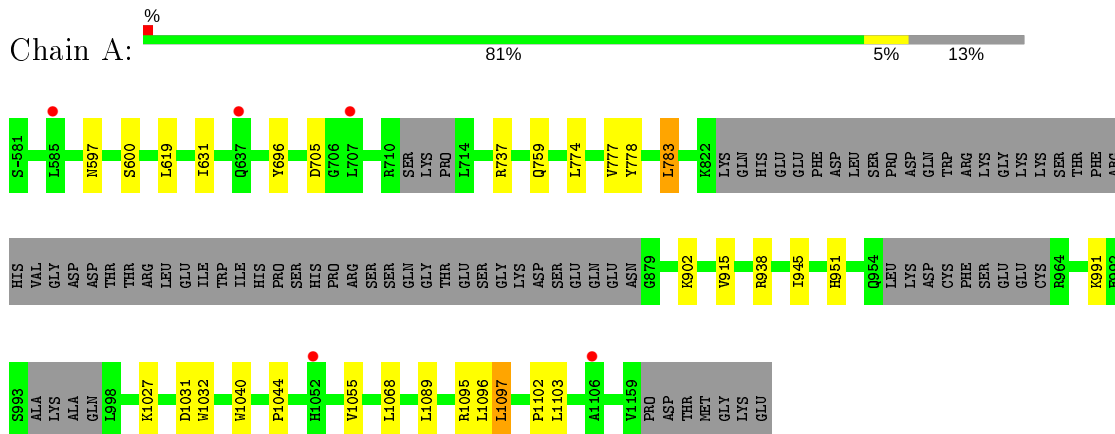 %
Chain A:
81% 5% 13%
S-581 L585 N597 S600 L619 I631 Q637 Y696 D705 G706 L707 R710 SER LYS PRO L714 R737 Q759 L774 V777 Y778 L783 K822 LYS GLN HIS GLU GLU PHE ASP LEU SER PRO ASP GLN TRP ARG LYS GLY LYS LYS SER SER THR PHE ARG
HIS VAL GLY ASP ASP THR THR ARG LEU GLU ILE TRP ILE HIS PRO SER HIS PRO ARG SER SER GLN GLY THR GLU SER GLY LYS ASP SER GLU GLN GLU ASN G879 K902 V915 R938 I945 H951 Q954 LEU LYS ASP CYS PHE SER GLU GLU CYS R964 K991
S993 ALA LYS ALA GLN L998 K1027 D1031 W1032 W1040 P1044 H1052 V1055 L1068 L1089 R1095 L1096 L1097 P1102 L1103 A1106 V1159 PRO ASP THR MET GLY LYS GLU